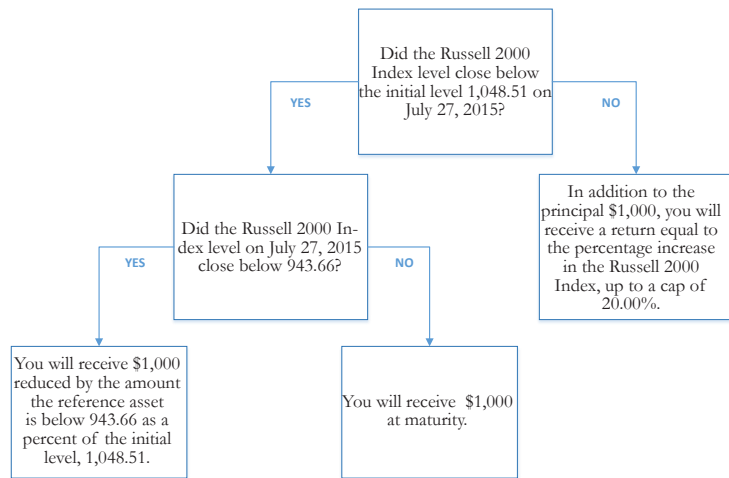 Did the Russell 2000
Index level close below
the initial level 1,048.51 on
July 27, 2015?
YES
NO
Did the Russell 2000 In-
dex level on July 27, 2015
close below 943.66?
In addition to the
principal $1,000, you will
receive a return equal to
the percentage increase
in the Russell 2000
Index, up to a cap of
20.00%.
YES
NO
You will receive $1,000
reduced by the amount
the reference asset
is below 943.66 as a
percent of the initial
level, 1,048.51.
You will receive $1,000
at maturity.